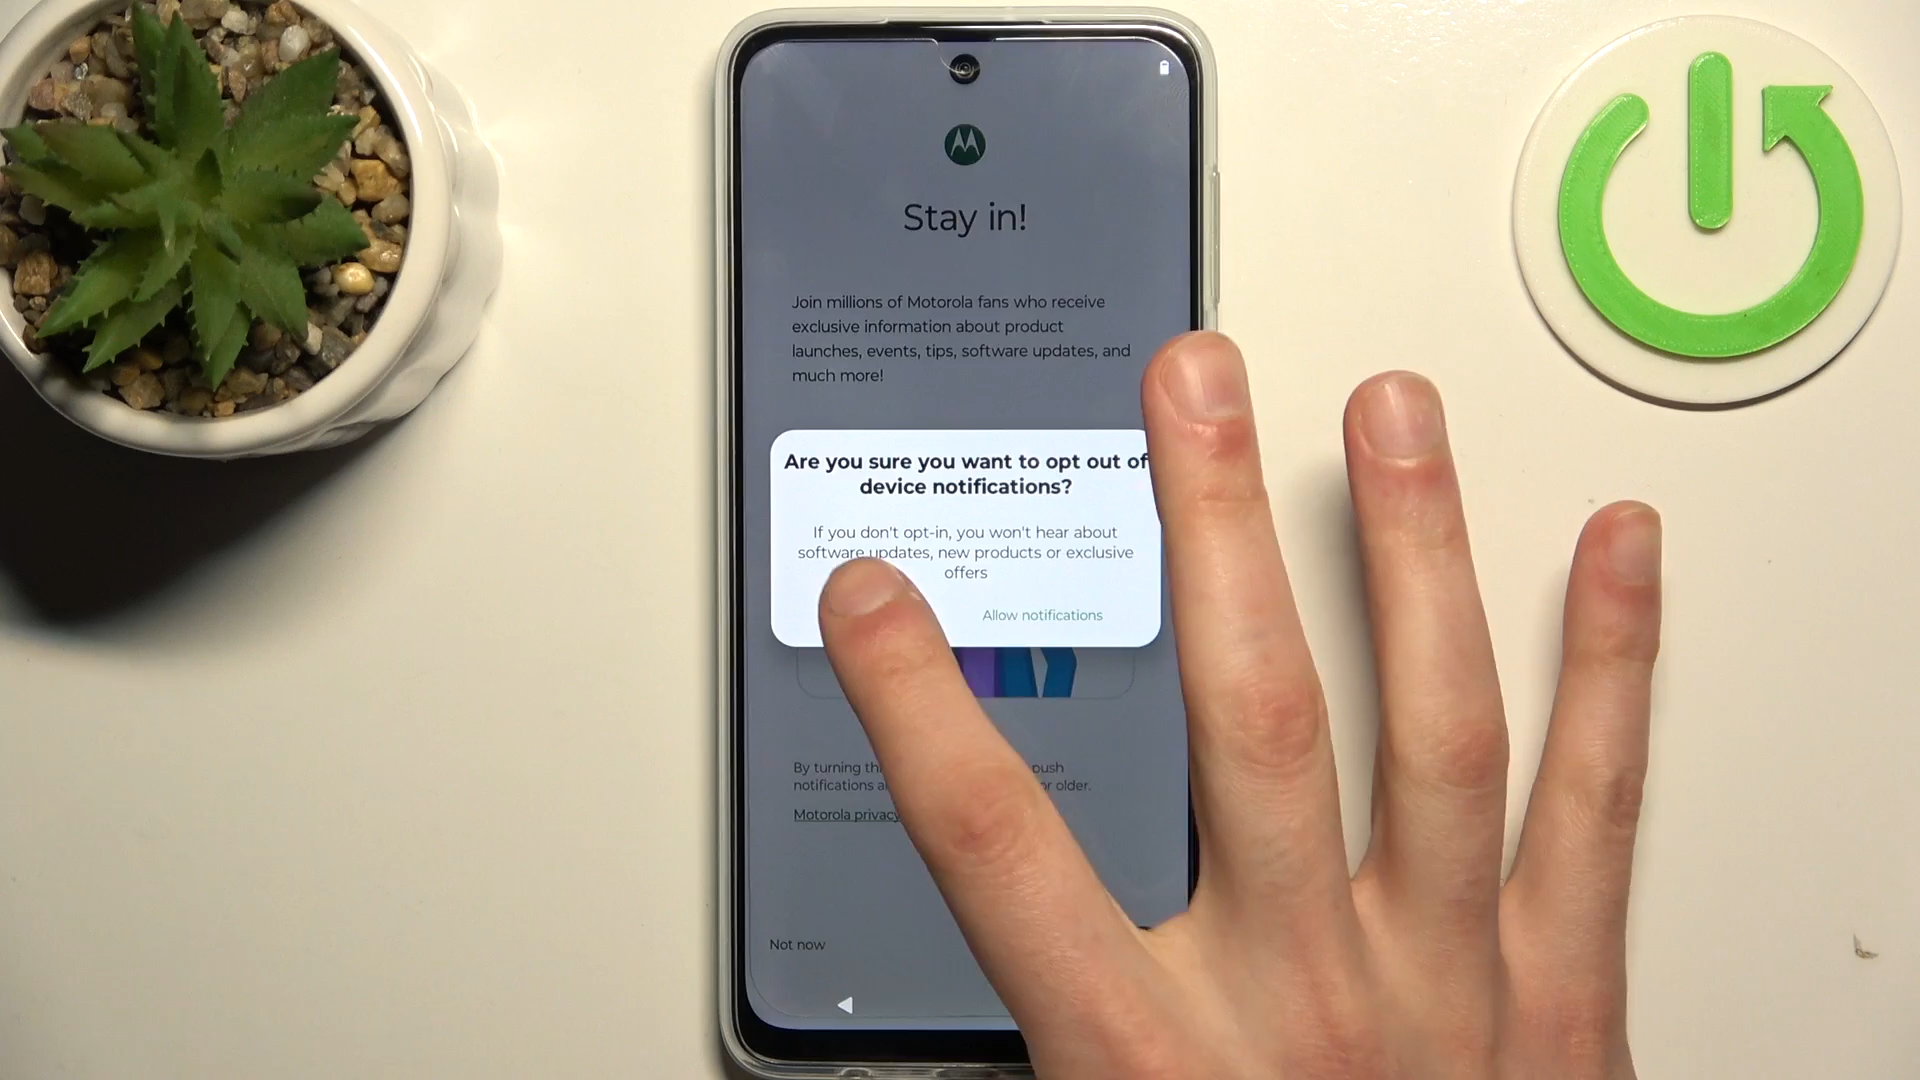 Stay in!
Join millions of Motorola fans who receive
exclusive information about product
launches, events, tips, software updates, and
much more!
Are you sure you want to opt out of
device notifications?
If you don't opt-in, you won't hear about
software updates, new products or exclusive
offers
Allow notifications
By turning push
notifications or older.
Motorola privacy
Not now